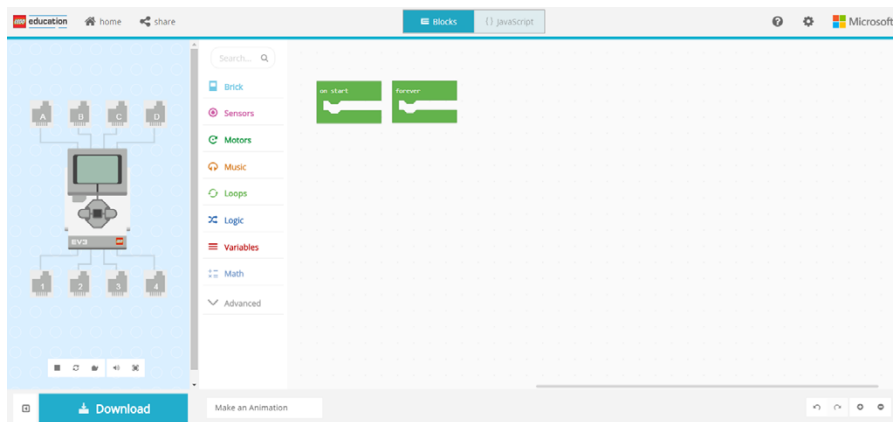 LEGO education home share Blocks {} JavaScript Microsoft
Search...
Brick
Sensors
Motors
Music
Loops
Logic
Variables
Math
Advanced
on start forever
A B C D
EV3
1 2 3 4
Download Make an Animation